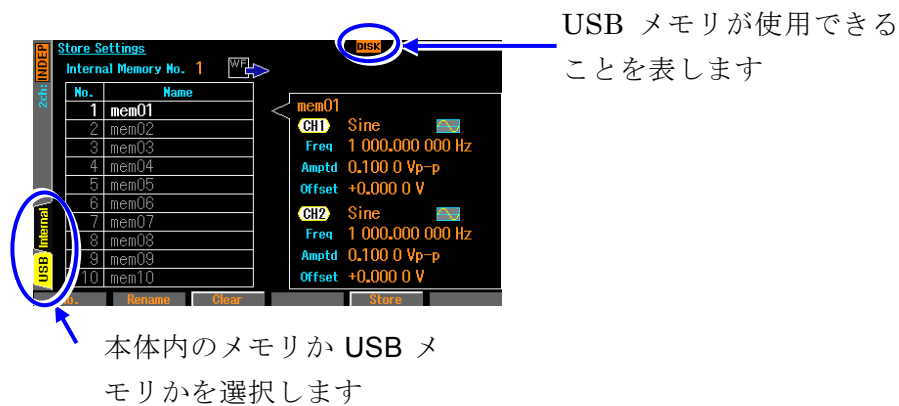 USB メモリが使用できる
ことを表します
DISK
2ch: INDEP
Store Settings
Internal Memory No. 1
WF
No. Name
1 mem01
2 mem02
3 mem03
4 mem04
5 mem05
6 mem06
7 mem07
8 mem08
9 mem09
10 mem10
mem01
CH1 Sine
Freq 1 000.000 000 Hz
Amptd 0.100 0 Vp-p
Offset +0.000 0 V
CH2 Sine
Freq 1 000.000 000 Hz
Amptd 0.100 0 Vp-p
Offset +0.000 0 V
Internal
USB
Rename Clear Store
本体内のメモリか USB メ
モリかを選択します